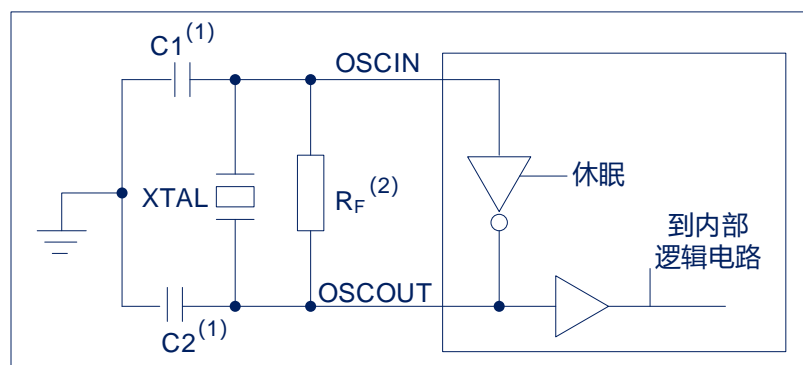 C1(1)
OSCIN
XTAL
RF(2)
休眠
到内部
逻辑电路
OSCOUT
C2(1)